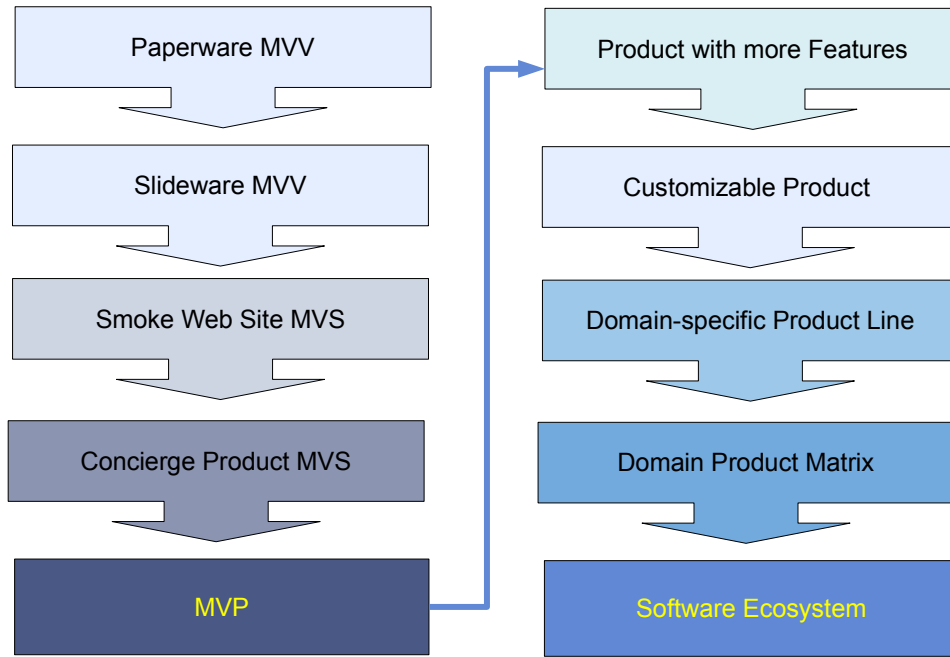 Paperware MVV
Slideware MVV
Smoke Web Site MVS
Concierge Product MVS
MVP
Product with more Features
Customizable Product
Domain-specific Product Line
Domain Product Matrix
Software Ecosystem